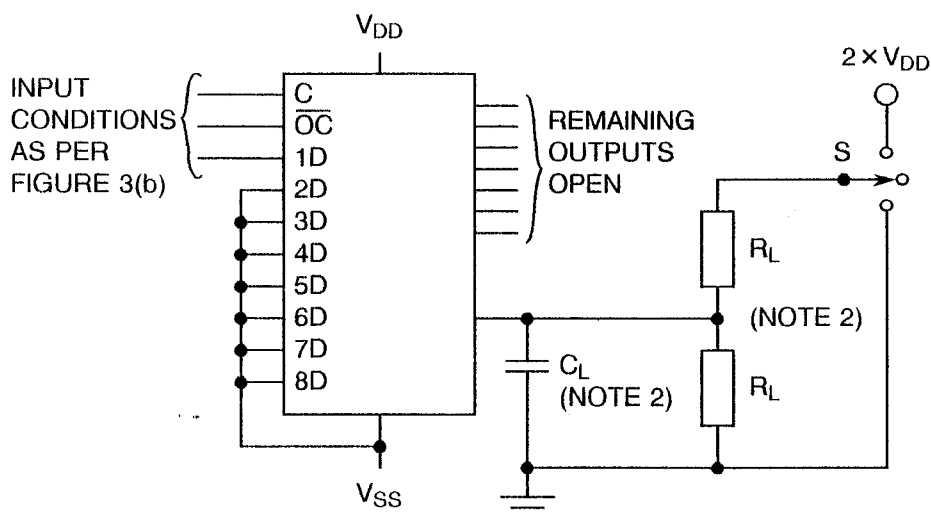 V_DD
INPUT
CONDITIONS
AS PER
FIGURE 3(b)
C
O̅C̅
1D
2D
3D
4D
5D
6D
7D
8D
V_SS
REMAINING
OUTPUTS
OPEN
2 × V_DD
S
R_L
(NOTE 2)
R_L
C_L
(NOTE 2)